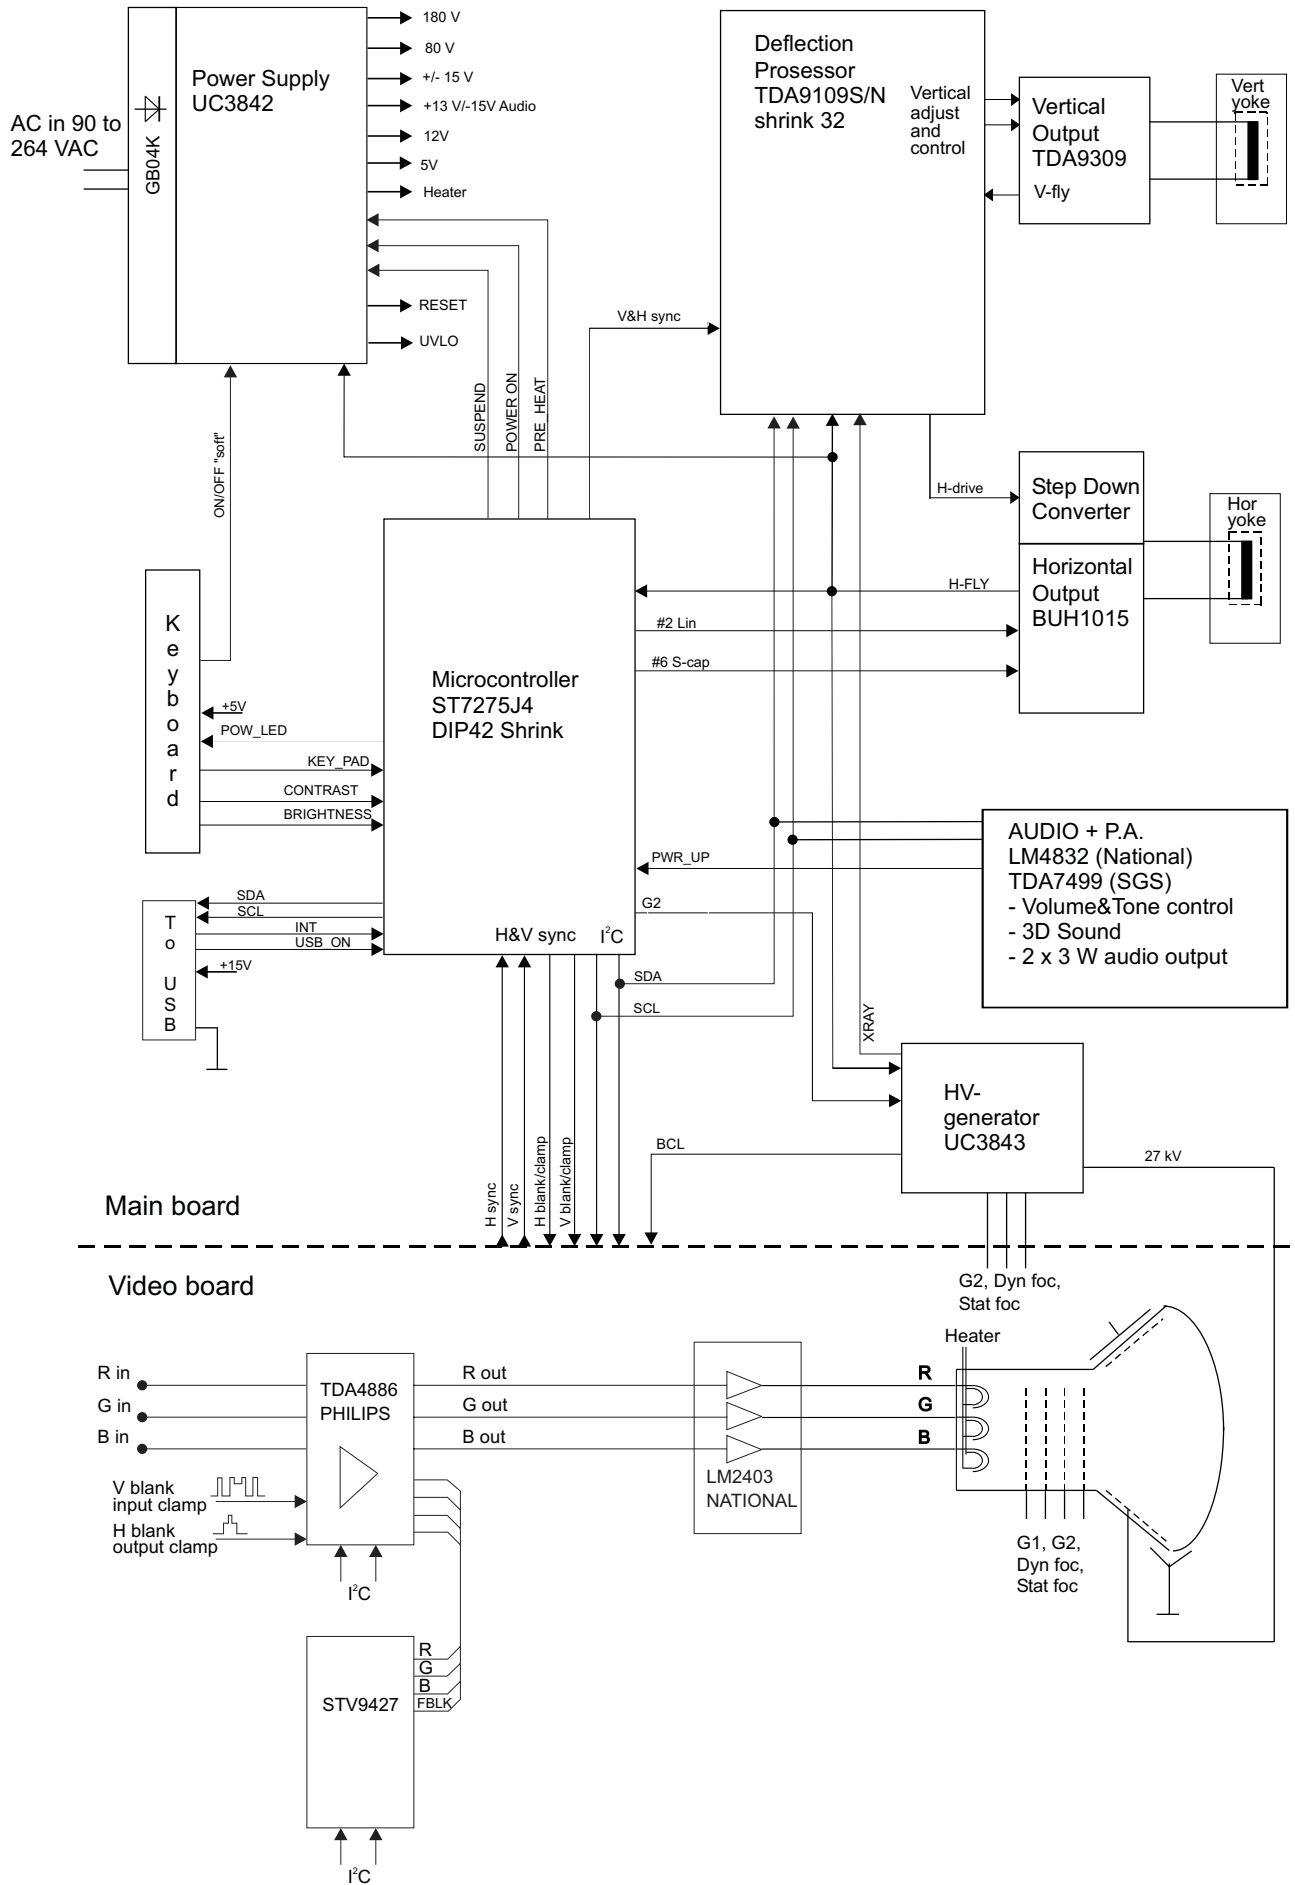 AC in 90 to
264 VAC
GB04K
Power Supply
UC3842
180 V
80 V
+/- 15 V
+13 V/-15V Audio
12V
5V
Heater
RESET
UVLO
SUSPEND
POWER ON
PRE_HEAT
ON/OFF "soft"
V&H sync
Deflection
Prosessor
TDA9109S/N
shrink 32
Vertical
adjust
and
control
Vertical
Output
TDA9309
V-fly
Vert
yoke
H-drive
Step Down
Converter
Hor
yoke
Horizontal
Output
BUH1015
H-FLY
#2 Lin
#6 S-cap
Keyboard
+5V
POW_LED
KEY_PAD
CONTRAST
BRIGHTNESS
Microcontroller
ST7275J4
DIP42 Shrink
AUDIO + P.A.
LM4832 (National)
TDA7499 (SGS)
- Volume&Tone control
- 3D Sound
- 2 x 3 W audio output
PWR_UP
G2
To USB
SDA
SCL
INT
USB_ON
+15V
H&V sync
I²C
SDA
SCL
XRAY
HV-
generator
UC3843
BCL
27 kV
H sync
V sync
H blank/clamp
V blank/clamp
Main board
Video board
G2, Dyn foc,
Stat foc
Heater
R in
G in
B in
TDA4886
PHILIPS
R out
G out
B out
LM2403
NATIONAL
R
G
B
V blank
input clamp
H blank
output clamp
I²C
G1, G2,
Dyn foc,
Stat foc
STV9427
R
G
B
FBLK
I²C